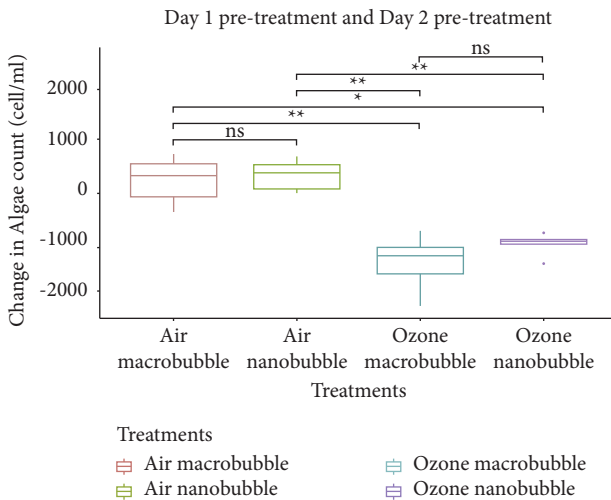 Day 1 pre-treatment and Day 2 pre-treatment
Change in Algae count (cell/ml)
2000
1000
0
-1000
-2000
ns
**
**
*
**
ns
Air macrobubble
Air nanobubble
Ozone macrobubble
Ozone nanobubble
Treatments
Treatments
Air macrobubble
Air nanobubble
Ozone macrobubble
Ozone nanobubble